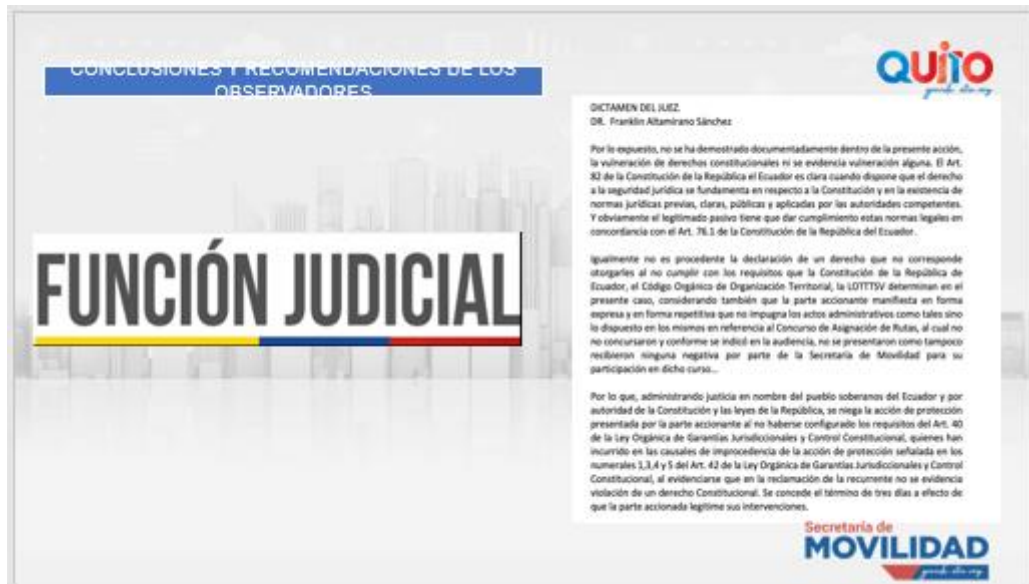 CONCLUSIONES Y RECOMENDACIONES DE LOS
OBSERVADORES
QUITO
grande otra vez
DICTAMEN DEL JUEZ.
DR. Franklin Altamirano Sánchez
Por lo expuesto, no se ha demostrado documentadamente dentro de la presente acción,
la vulneración de derechos constitucionales ni se evidencia vulneración alguna. El Art.
82 de la Constitución de la República el Ecuador es clara cuando dispone que el derecho
a la seguridad jurídica se fundamenta en respecto a la Constitución y en la existencia de
normas jurídicas previas, claras, públicas y aplicadas por las autoridades competentes.
Y obviamente el legitimado pasivo tiene que dar cumplimiento estas normas legales en
concordancia con el Art. 76.1 de la Constitución de la República del Ecuador.
Igualmente no es procedente la declaración de un derecho que no corresponde
otorgarles al no cumplir con los requisitos que la Constitución de la República de
Ecuador, el Código Orgánico de Organización Territorial, la LOTTTSV determinan en el
presente caso, considerando también que la parte accionante manifiesta en forma
expresa y en forma repetitiva que no impugna los actos administrativos como tales sino
lo dispuesto en los mismos en referencia al Concurso de Asignación de Rutas, al cual no
no concursaron y conforme se indicó en la audiencia, no se presentaron como tampoco
recibieron ninguna negativa por parte de la Secretaría de Movilidad para su
participación en dicho curso...
Por lo que, administrando justicia en nombre del pueblo soberanos del Ecuador y por
autoridad de la Constitución y las leyes de la República, se niega la acción de protección
presentada por la parte accionante al no haberse configurado los requisitos del Art. 40
de la Ley Orgánica de Garantías Jurisdiccionales y Control Constitucional, quienes han
incurrido en las causales de improcedencia de la acción de protección señalada en los
numerales 1,3,4 y 5 del Art. 42 de la Ley Orgánica de Garantías Jurisdiccionales y Control
Constitucional, al evidenciarse que en la reclamación de la recurrente no se evidencia
violación de un derecho Constitucional. Se concede el término de tres días a efecto de
que la parte accionada legitime sus intervenciones.
FUNCIÓN JUDICIAL
Secretaría de
MOVILIDAD
grande otra vez